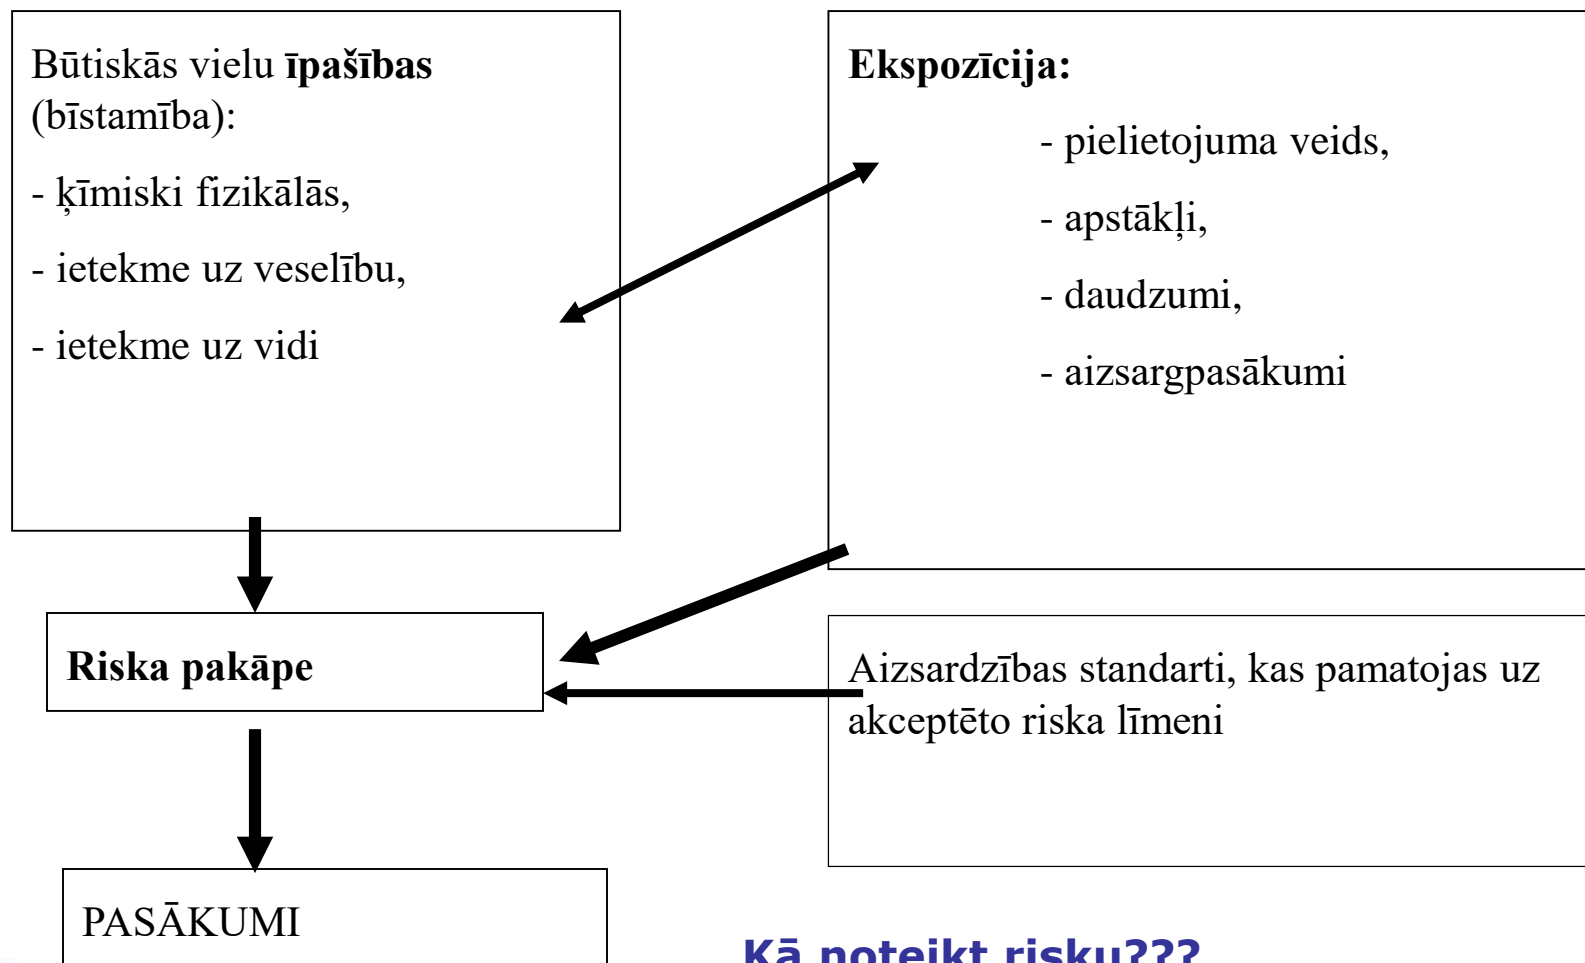 Būtiskās vielu īpašības
(bīstamība):
- ķīmiski fizikālās,
- ietekme uz veselību,
- ietekme uz vidi
Ekspozīcija:
- pielietojuma veids,
- apstākļi,
- daudzumi,
- aizsargpasākumi
Riska pakāpe
Aizsardzības standarti, kas pamatojas uz
akceptēto riska līmeni
PASĀKUMI
Kā noteikt risku???